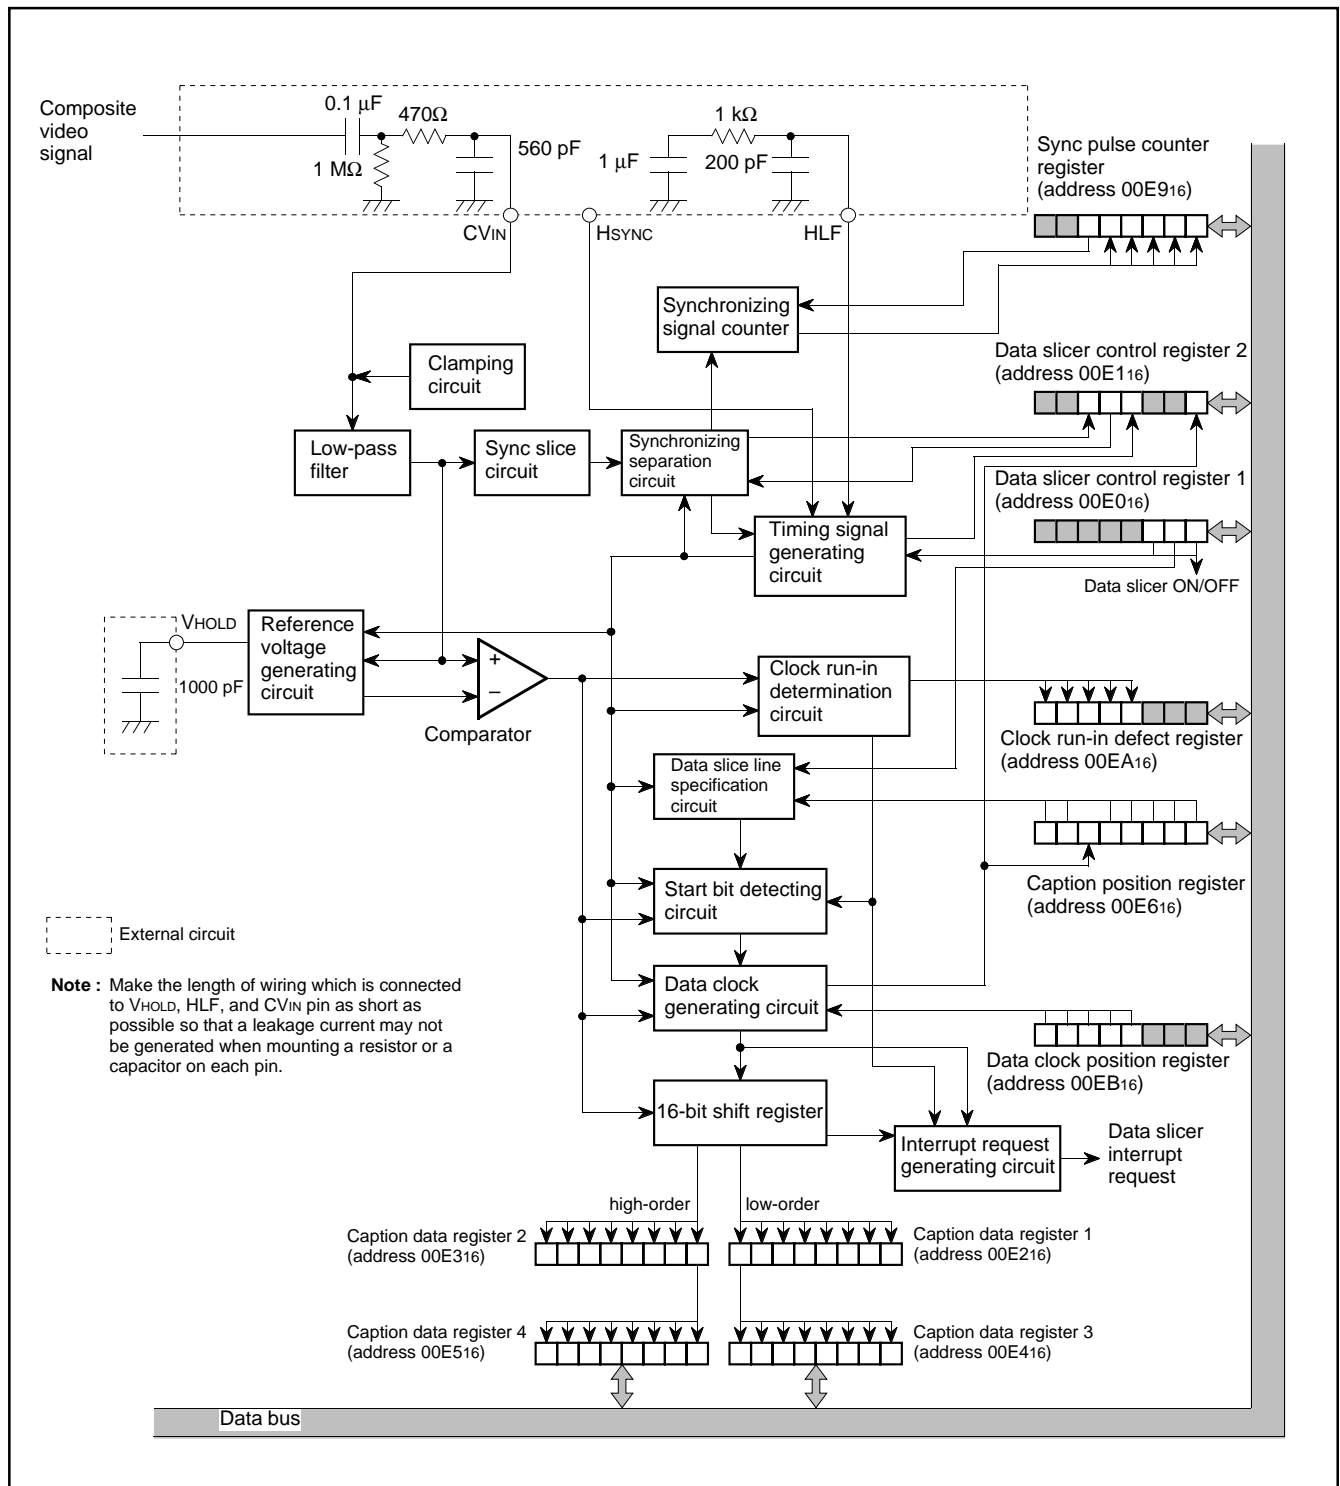 Composite
video
signal
0.1 μF
470Ω
1 MΩ
560 pF
1 kΩ
1 μF
200 pF
CVIN
HSYNC
HLF
Sync pulse counter
register
(address 00E916)
Synchronizing
signal counter
Data slicer control register 2
(address 00E116)
Clamping
circuit
Low-pass
filter
Sync slice
circuit
Synchronizing
separation
circuit
Data slicer control register 1
(address 00E016)
Timing signal
generating
circuit
Data slicer ON/OFF
VHOLD
1000 pF
Reference
voltage
generating
circuit
+
−
Comparator
Clock run-in
determination
circuit
Clock run-in defect register
(address 00EA16)
Data slice line
specification
circuit
Caption position register
(address 00E616)
Start bit detecting
circuit
External circuit
Note : Make the length of wiring which is connected
to VHOLD, HLF, and CVIN pin as short as
possible so that a leakage current may not
be generated when mounting a resistor or a
capacitor on each pin.
Data clock
generating circuit
Data clock position register
(address 00EB16)
16-bit shift register
Interrupt request
generating circuit
Data slicer
interrupt
request
high-order
low-order
Caption data register 2
(address 00E316)
Caption data register 1
(address 00E216)
Caption data register 4
(address 00E516)
Caption data register 3
(address 00E416)
Data bus